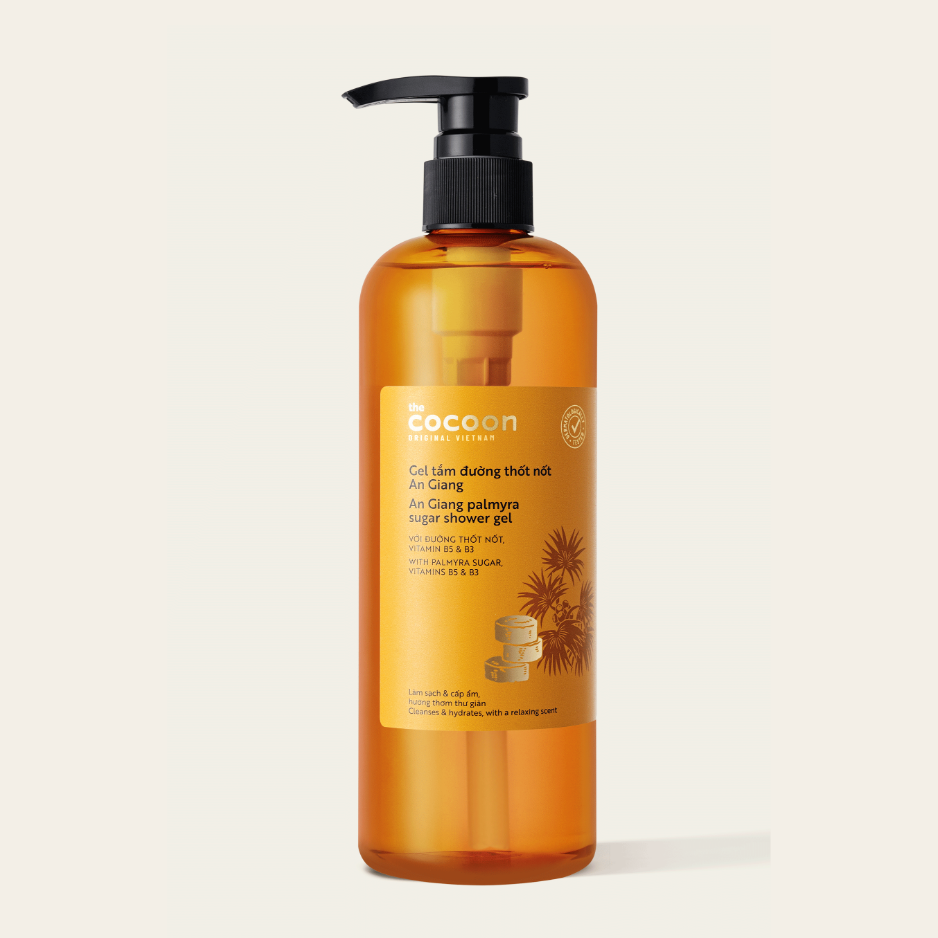 the
cocoon
ORIGINAL VIETNAM
Gel tắm đường thốt nốt
An Giang
An Giang palmyra
sugar shower gel
VỚI ĐƯỜNG THỐT NỐT,
VITAMIN B5 & B3
WITH PALMYRA SUGAR,
VITAMINS B5 & B3
Làm sạch & cấp ẩm,
hương thơm thư giãn
Cleanses & hydrates, with a relaxing scent